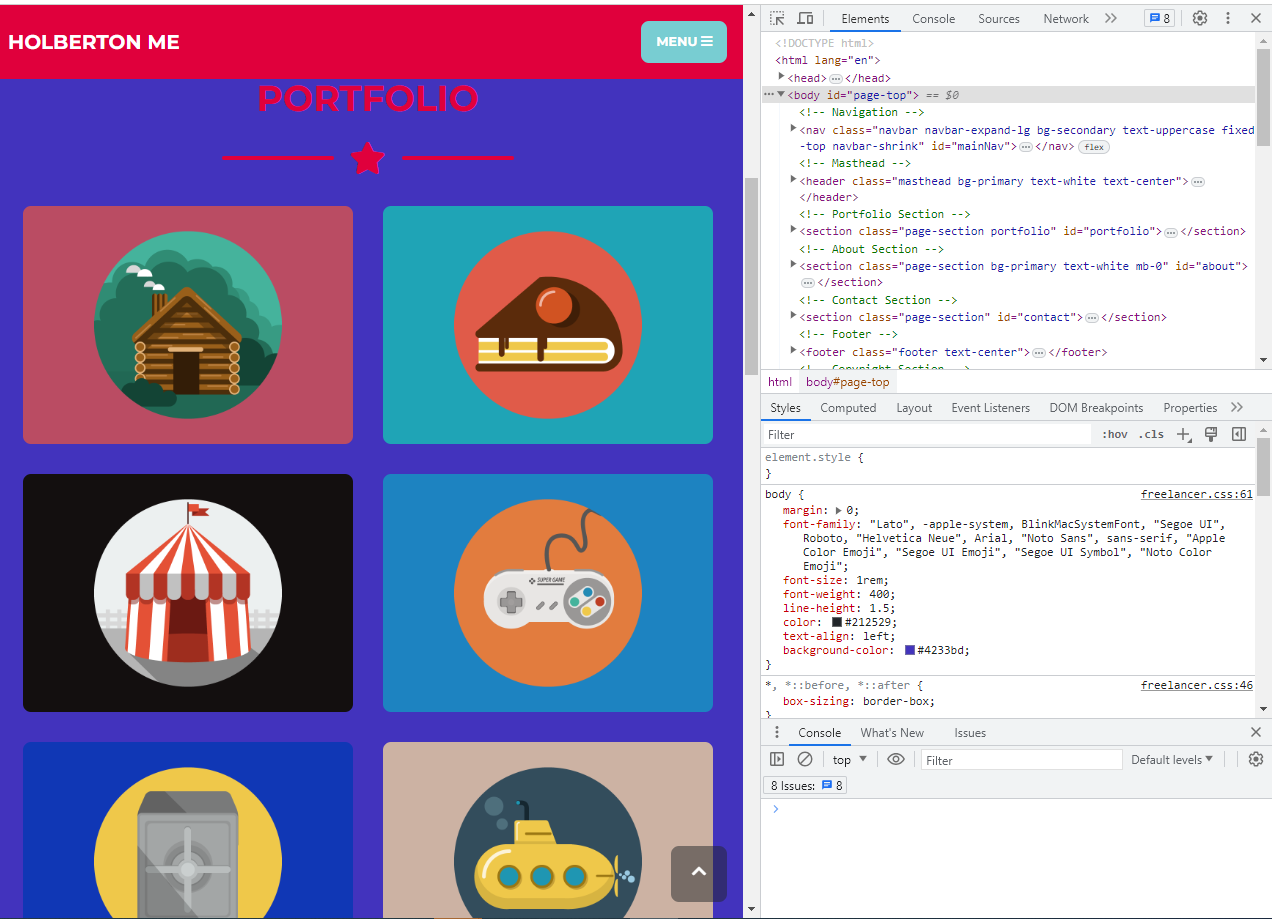 HOLBERTON ME
MENU
PORTFOLIO
SUPER GAME
Elements Console Sources Network 8
<!DOCTYPE html>
<html lang="en">
<head> … </head>
… <body id="page-top"> == $0
<!-- Navigation -->
<nav class="navbar navbar-expand-lg bg-secondary text-uppercase fixed
-top navbar-shrink" id="mainNav"> … </nav> flex
<!-- Masthead -->
<header class="masthead bg-primary text-white text-center"> …
</header>
<!-- Portfolio Section -->
<section class="page-section portfolio" id="portfolio"> … </section>
<!-- About Section -->
<section class="page-section bg-primary text-white mb-0" id="about">
… </section>
<!-- Contact Section -->
<section class="page-section" id="contact"> … </section>
<!-- Footer -->
<footer class="footer text-center"> … </footer>
<!-- Copyright Section -->
html body#page-top
Styles Computed Layout Event Listeners DOM Breakpoints Properties
Filter :hov .cls
element.style {
}
body { freelancer.css:61
margin: 0;
font-family: "Lato", -apple-system, BlinkMacSystemFont, "Segoe UI",
Roboto, "Helvetica Neue", Arial, "Noto Sans", sans-serif, "Apple
Color Emoji", "Segoe UI Emoji", "Segoe UI Symbol", "Noto Color
Emoji";
font-size: 1rem;
font-weight: 400;
line-height: 1.5;
color: #212529;
text-align: left;
background-color: #4233bd;
}
*, *::before, *::after { freelancer.css:46
box-sizing: border-box;
}
Console What's New Issues
top Filter Default levels
8 Issues: 8